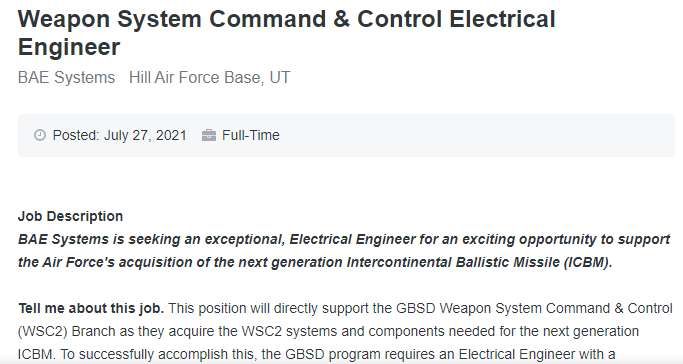 Weapon System Command & Control Electrical
Engineer
BAE Systems Hill Air Force Base, UT
Posted: July 27, 2021 Full-Time
Job Description
BAE Systems is seeking an exceptional, Electrical Engineer for an exciting opportunity to support
the Air Force's acquisition of the next generation Intercontinental Ballistic Missile (ICBM).
Tell me about this job. This position will directly support the GBSD Weapon System Command & Control
(WSC2) Branch as they acquire the WSC2 systems and components needed for the next generation
ICBM. To successfully accomplish this, the GBSD program requires an Electrical Engineer with a